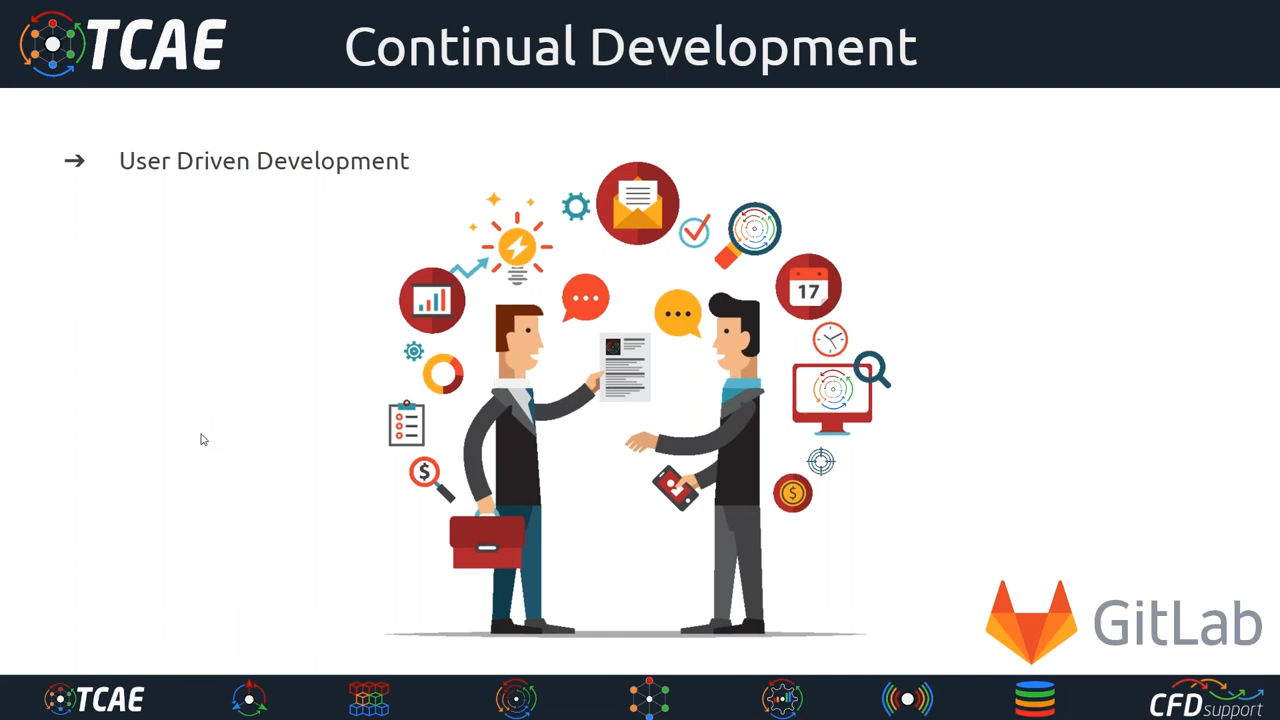 TCAE
Continual Development
➔ User Driven Development
17
$
$
GitLab
TCAE
CFD support